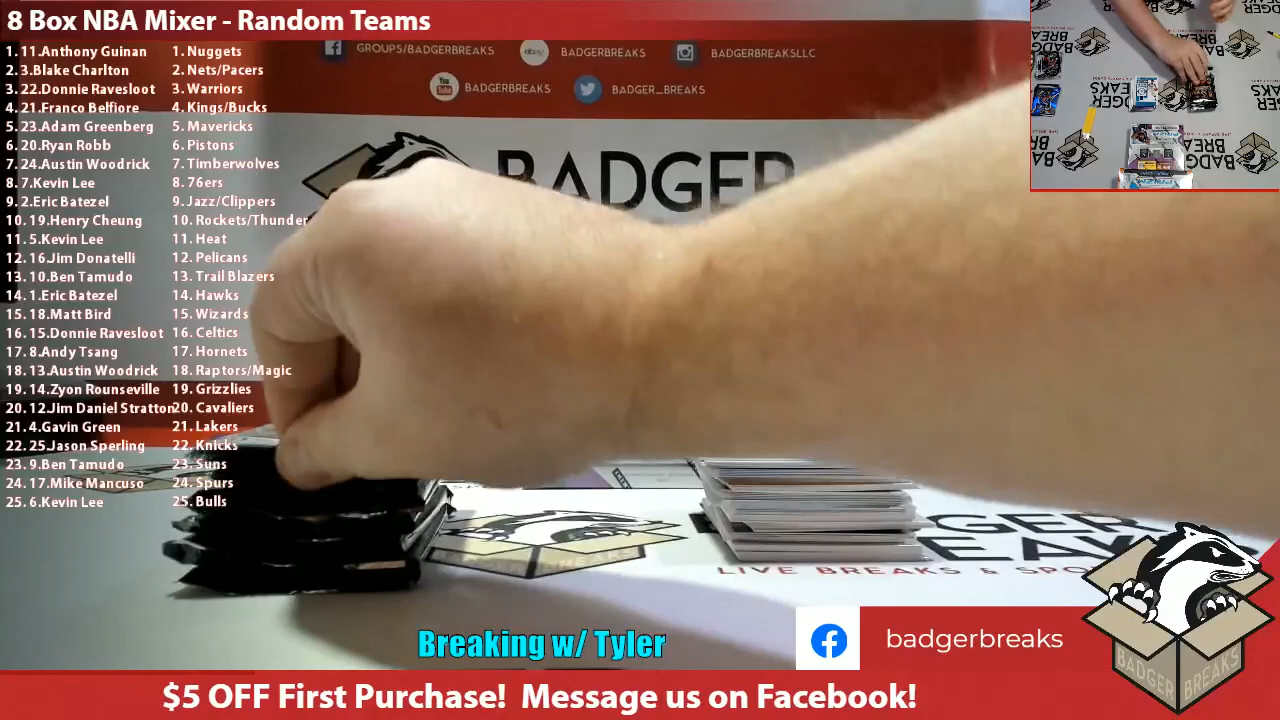 8 Box NBA Mixer - Random Teams
1. 11.Anthony Guinan 1. Nuggets
2. 3.Blake Charlton 2. Nets/Pacers
3. 22.Donnie Ravesloot 3. Warriors
4. 21.Franco Belfiore 4. Kings/Bucks
5. 23.Adam Greenberg 5. Mavericks
6. 20.Ryan Robb 6. Pistons
7. 24.Austin Woodrick 7. Timberwolves
8. 7.Kevin Lee 8. 76ers
9. 2.Eric Batezel 9. Jazz/Clippers
10. 19.Henry Cheung 10. Rockets/Thunder
11. 5.Kevin Lee 11. Heat
12. 16.Jim Donatelli 12. Pelicans
13. 10.Ben Tamudo 13. Trail Blazers
14. 1.Eric Batezel 14. Hawks
15. 18.Matt Bird 15. Wizards
16. 15.Donnie Ravesloot 16. Celtics
17. 8.Andy Tsang 17. Hornets
18. 13.Austin Woodrick 18. Raptors/Magic
19. 14.Zyon Rounseville 19. Grizzlies
20. 12.Jim Daniel Stratton 20. Cavaliers
21. 4.Gavin Green 21. Lakers
22. 25.Jason Sperling 22. Knicks
23. 9.Ben Tamudo 23. Suns
24. 17.Mike Mancuso 24. Spurs
25. 6.Kevin Lee 25. Bulls
GROUPS/BADGERBREAKS ebay BADGERBREAKS BADGERBREAKSLLC
You Tube BADGERBREAKS BADGER_BREAKS
BADGER
LIVE BREAKS &
Breaking w/ Tyler
badgerbreaks
BADGER BREAKS
$5 OFF First Purchase! Message us on Facebook!